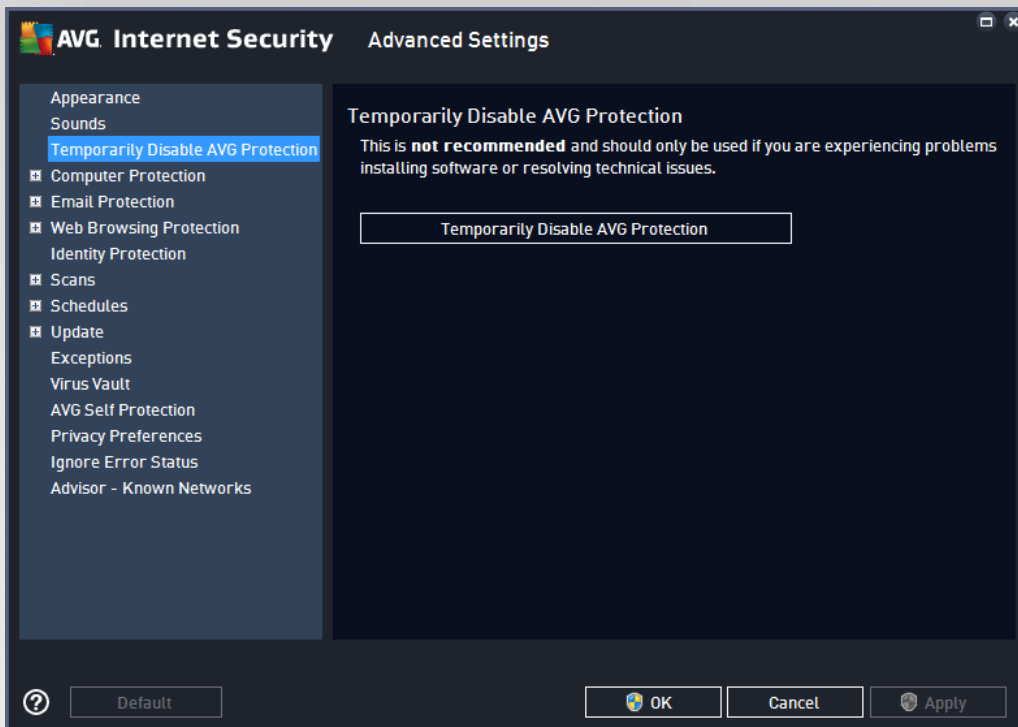 AVG. Internet Security Advanced Settings
Appearance
Sounds
Temporarily Disable AVG Protection
Computer Protection
Email Protection
Web Browsing Protection
Identity Protection
Scans
Schedules
Update
Exceptions
Virus Vault
AVG Self Protection
Privacy Preferences
Ignore Error Status
Advisor - Known Networks
Temporarily Disable AVG Protection
This is not recommended and should only be used if you are experiencing problems
installing software or resolving technical issues.
Temporarily Disable AVG Protection
Default
OK
Cancel
Apply